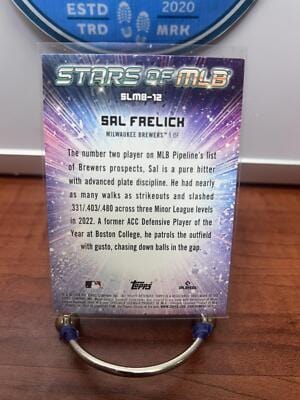 ESTD
2020
TRD
MRK
STARS OF MLB
SLMB-12
SAL FRELICK
MILWAUKEE BREWERS™ | OF
The number two player on MLB Pipeline's list
of Brewers prospects, Sal is a pure hitter
with advanced plate discipline. He had nearly
as many walks as strikeouts and slashed
.331/.403/.480 across three Minor League levels
in 2022. A former ACC Defensive Player of the
Year at Boston College, he patrols the outfield
with gusto, chasing down balls in the gap.
Topps